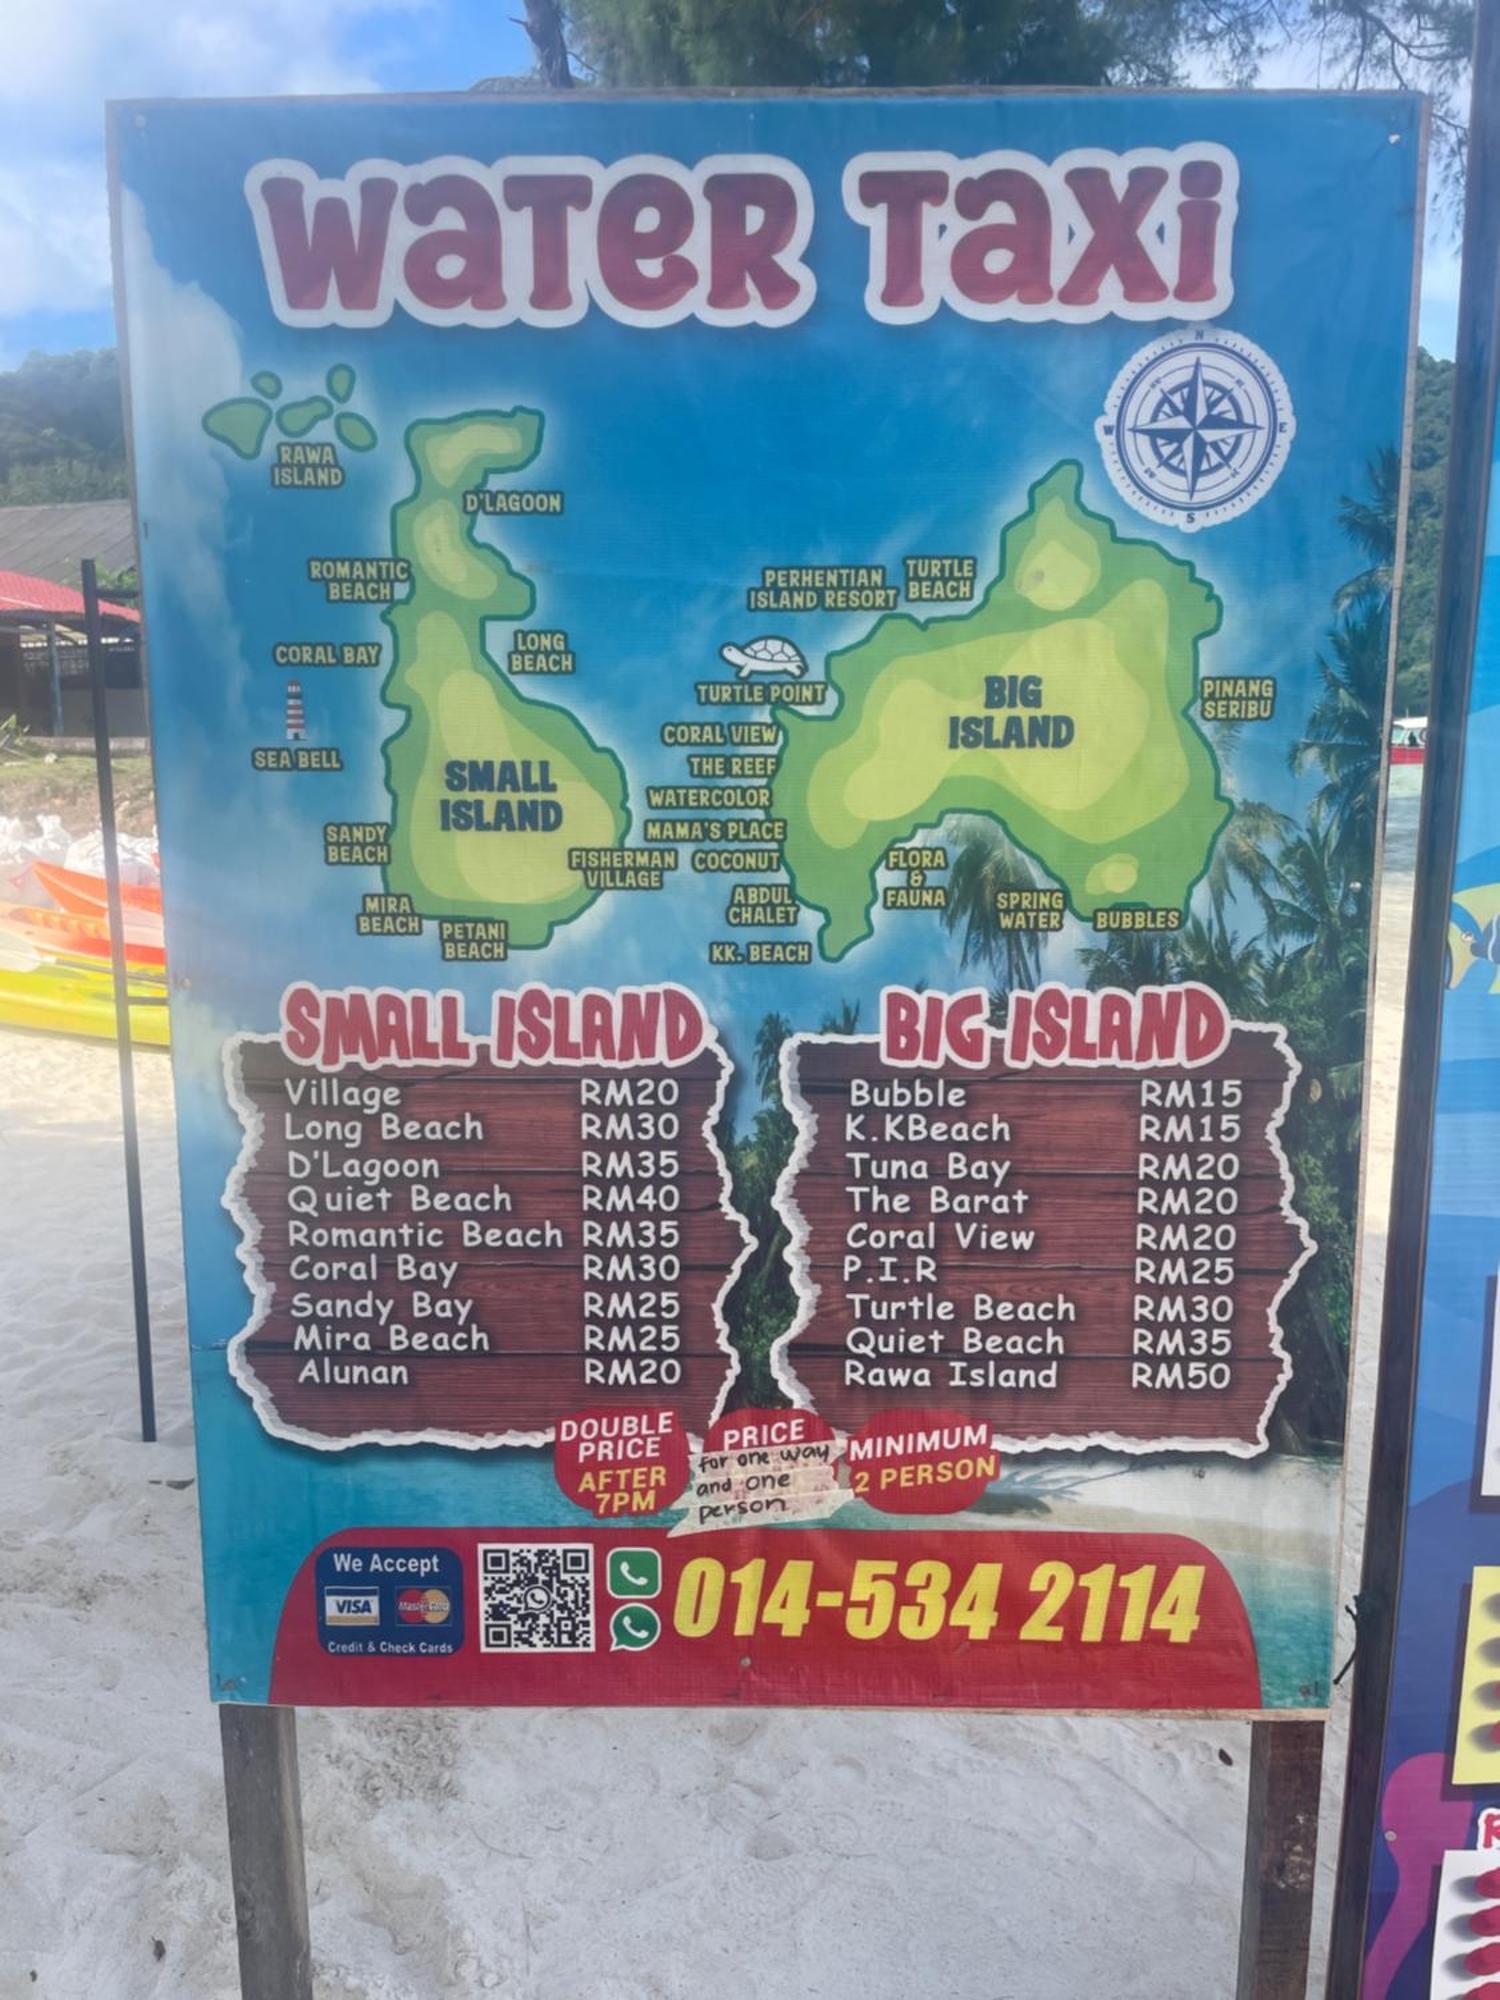 WATER TAXI
N
W
E
S
RAWA
ISLAND
D'LAGOON
ROMANTIC
BEACH
CORAL BAY
LONG
BEACH
SEA BELL
SMALL
ISLAND
SANDY
BEACH
FISHERMAN
VILLAGE
MIRA
BEACH
PETANI
BEACH
PERHENTIAN
ISLAND RESORT
TURTLE
BEACH
TURTLE POINT
BIG
ISLAND
PINANG
SERIBU
CORAL VIEW
THE REEF
WATERCOLOR
MAMA'S PLACE
COCONUT
ABDUL
CHALET
KK. BEACH
FLORA
&
FAUNA
SPRING
WATER
BUBBLES
SMALL ISLAND
Village RM20
Long Beach RM30
D'Lagoon RM35
Quiet Beach RM40
Romantic Beach RM35
Coral Bay RM30
Sandy Bay RM25
Mira Beach RM25
Alunan RM20
BIG ISLAND
Bubble RM15
K.KBeach RM15
Tuna Bay RM20
The Barat RM20
Coral View RM20
P.I.R RM25
Turtle Beach RM30
Quiet Beach RM35
Rawa Island RM50
DOUBLE
PRICE
AFTER
7PM
PRICE
for one way
and one
person
MINIMUM
2 PERSON
We Accept
VISA
MasterCard
Credit & Check Cards
014-534 2114